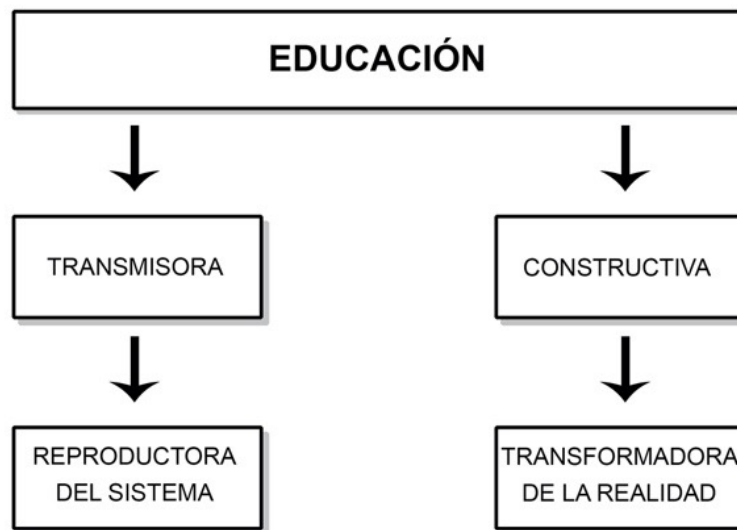 EDUCACIÓN
TRANSMISORA
CONSTRUCTIVA
REPRODUCTORA
DEL SISTEMA
TRANSFORMADORA
DE LA REALIDAD